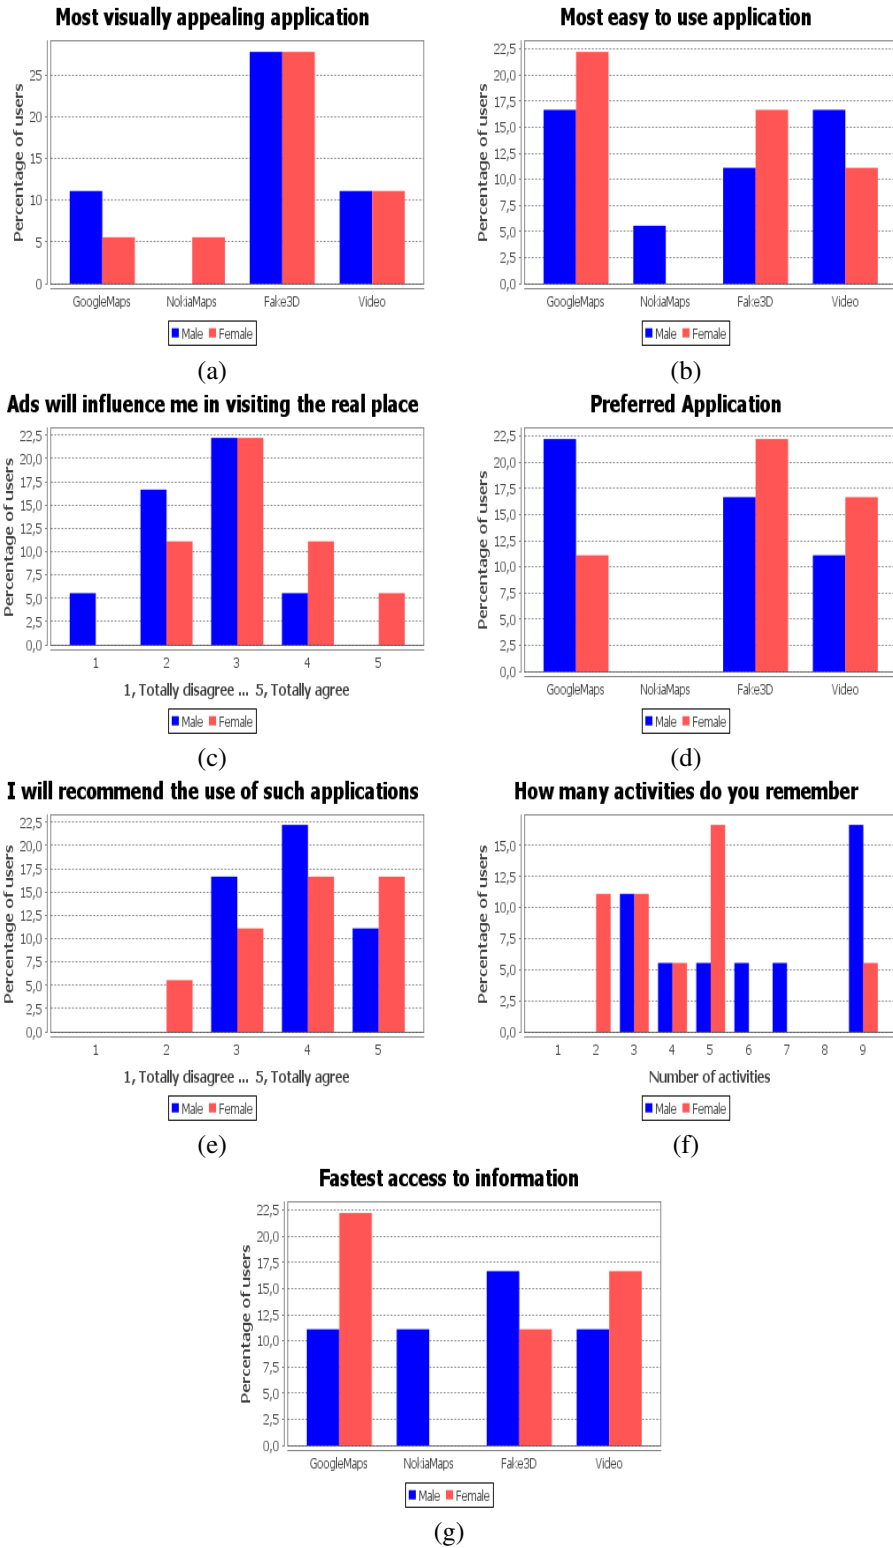 Most visually appealing application
Percentage of users
25
20
15
10
5
0
GoogleMaps NokiaMaps Fake3D Video
Male Female
(a)
Most easy to use application
Percentage of users
22,5
20,0
17,5
15,0
12,5
10,0
7,5
5,0
2,5
0,0
GoogleMaps NokiaMaps Fake3D Video
Male Female
(b)
Ads will influence me in visiting the real place
Percentage of users
22,5
20,0
17,5
15,0
12,5
10,0
7,5
5,0
2,5
0,0
1 2 3 4 5
1, Totally disagree ... 5, Totally agree
Male Female
(c)
Preferred Application
Percentage of users
22,5
20,0
17,5
15,0
12,5
10,0
7,5
5,0
2,5
0,0
GoogleMaps NokiaMaps Fake3D Video
Male Female
(d)
I will recommend the use of such applications
Percentage of users
22,5
20,0
17,5
15,0
12,5
10,0
7,5
5,0
2,5
0,0
1 2 3 4 5
1, Totally disagree ... 5, Totally agree
Male Female
(e)
How many activities do you remember
Percentage of users
15,0
12,5
10,0
7,5
5,0
2,5
0,0
1 2 3 4 5 6 7 8 9
Number of activities
Male Female
(f)
Fastest access to information
Percentage of users
22,5
20,0
17,5
15,0
12,5
10,0
7,5
5,0
2,5
0,0
GoogleMaps NokiaMaps Fake3D Video
Male Female
(g)